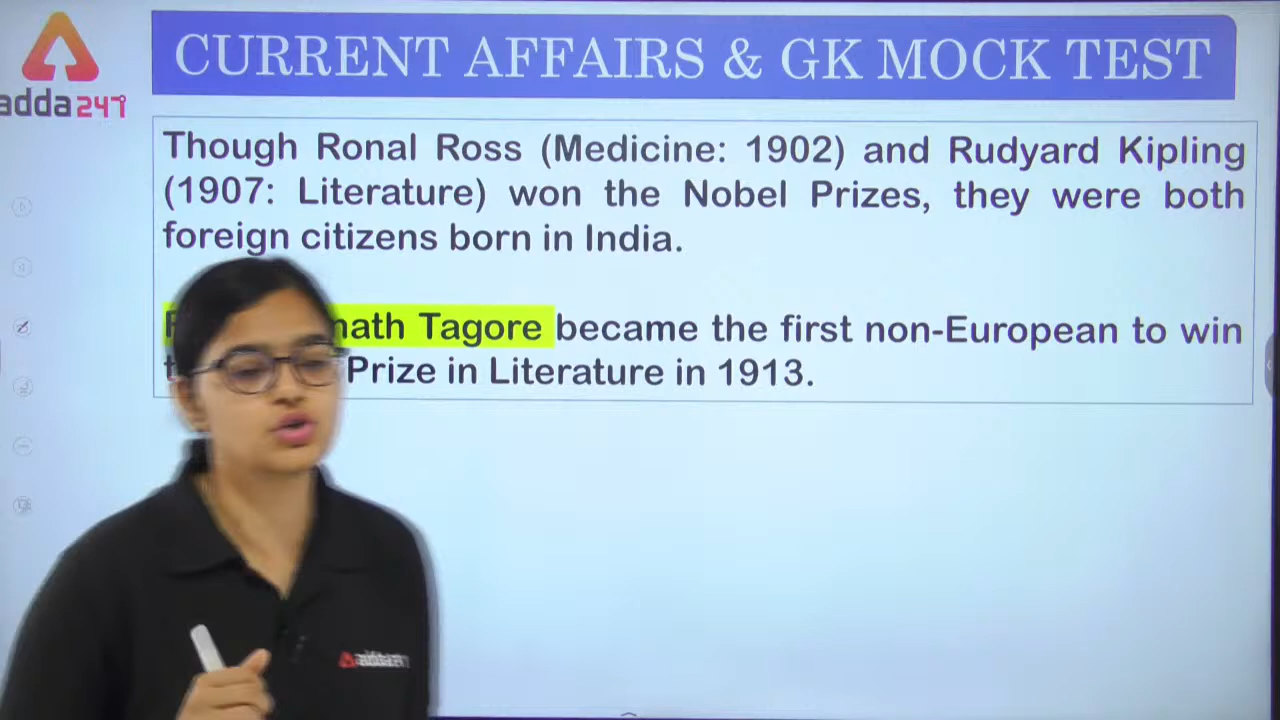 adda247
CURRENT AFFAIRS & GK MOCK TEST
Though Ronal Ross (Medicine: 1902) and Rudyard Kipling
(1907: Literature) won the Nobel Prizes, they were both
foreign citizens born in India.
nath Tagore became the first non-European to win
Prize in Literature in 1913.
adda247